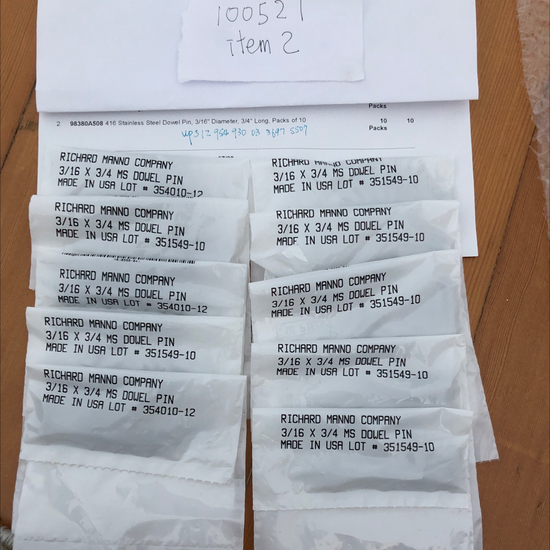 100521
item 2
Packs
2 98380A508 416 Stainless Steel Dowel Pin, 3/16" Diameter, 3/4" Long, Packs of 10 10 10
Packs
RICHARD MANNO COMPANY
3/16 X 3/4 MS DOWEL PIN
MADE IN USA LOT # 354010-12
RICHARD MANNO COMPANY
3/16 X 3/4 MS DOWEL PIN
MADE IN USA LOT # 351549-10
RICHARD MANNO COMPANY
3/16 X 3/4 MS DOWEL PIN
MADE IN USA LOT # 354010-12
RICHARD MANNO COMPANY
3/16 X 3/4 MS DOWEL PIN
MADE IN USA LOT # 351549-10
RICHARD MANNO COMPANY
3/16 X 3/4 MS DOWEL PIN
MADE IN USA LOT # 354010-12
RICHARD MANNO COMPANY
3/16 X 3/4 MS DOWEL PIN
MADE IN USA LOT # 351549-10
RICHARD MANNO COMPANY
3/16 X 3/4 MS DOWEL PIN
MADE IN USA LOT # 351549-10
RICHARD MANNO COMPANY
3/16 X 3/4 MS DOWEL PIN
MADE IN USA LOT # 351549-10
RICHARD MANNO COMPANY
3/16 X 3/4 MS DOWEL PIN
MADE IN USA LOT # 351549-10
RICHARD MANNO COMPANY
3/16 X 3/4 MS DOWEL PIN
MADE IN USA LOT # 351549-10